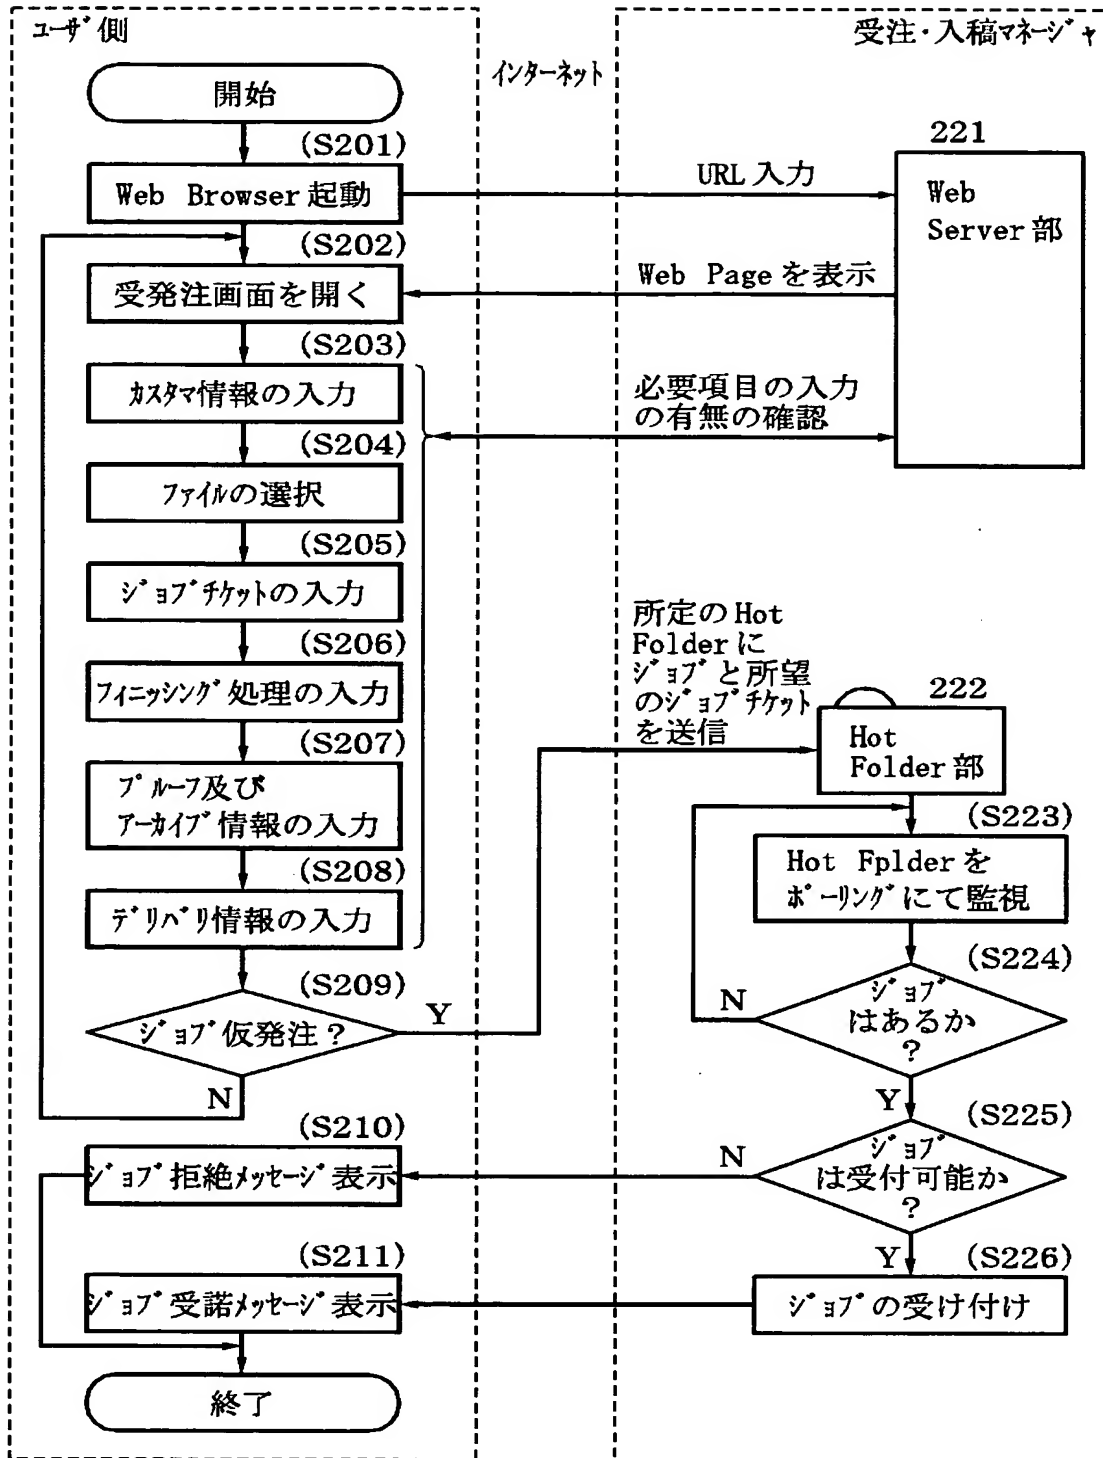 ユーザ側
インターネット
受注・入稿マネージャ
開始
(S201)
Web Browser 起動
URL 入力
221
Web
Server 部
(S202)
受発注画面を開く
Web Page を表示
(S203)
カスタマ情報の入力
必要項目の入力
の有無の確認
(S204)
ファイルの選択
(S205)
ジョブチケットの入力
(S206)
フィニッシング処理の入力
(S207)
プルーフ及び
アーカイブ情報の入力
(S208)
デリバリ情報の入力
(S209)
ジョブ仮発注?
Y
N
所定の Hot
Folder に
ジョブと所望
のジョブチケット
を送信
222
Hot
Folder 部
(S223)
Hot Fplder を
ポーリングにて監視
(S224)
ジョブ
はあるか
?
N
Y
(S225)
ジョブ
は受付可能か
?
N
Y
(S210)
ジョブ拒絶メッセージ表示
(S226)
ジョブの受け付け
(S211)
ジョブ受諾メッセージ表示
終了